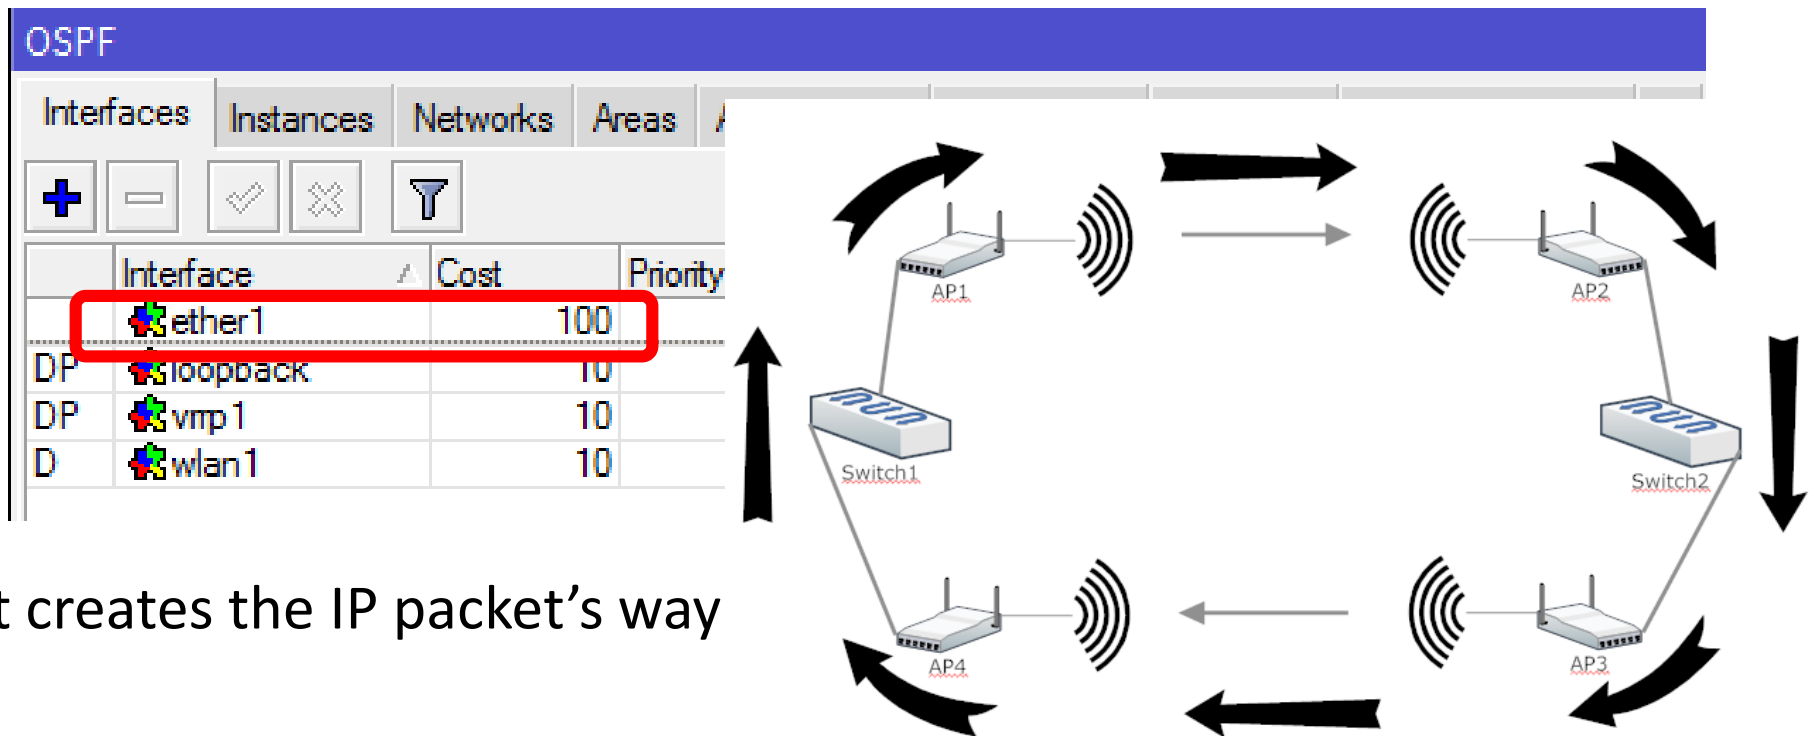 OSPF
Interfaces Instances Networks Areas
Interface Cost Priority
ether1 100
DP loopback 10
DP vrrp1 10
D wlan1 10
AP1
AP2
Switch1
Switch2
AP4
AP3
t creates the IP packet’s way